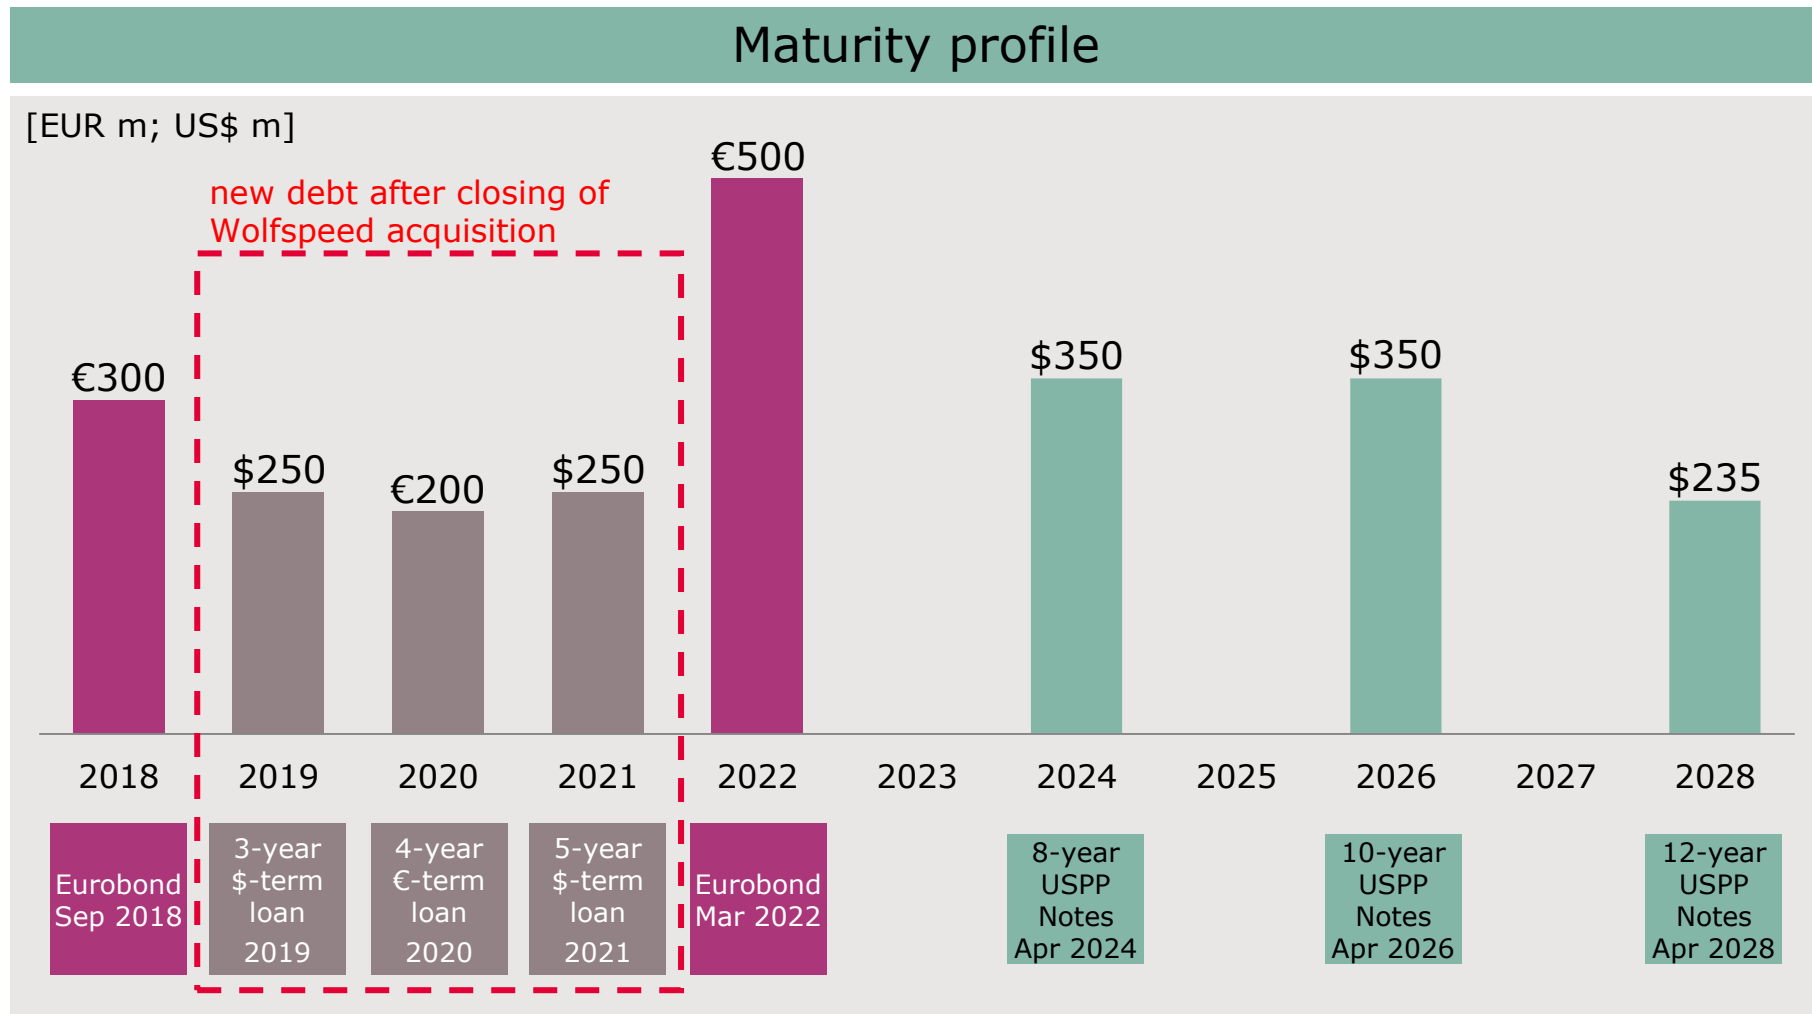 Maturity profile
[EUR m; US$ m]
new debt after closing of
Wolfspeed acquisition
€300
$250
€200
$250
€500
$350
$350
$235
2018
2019
2020
2021
2022
2023
2024
2025
2026
2027
2028
Eurobond
Sep 2018
3-year
$-term
loan
2019
4-year
€-term
loan
2020
5-year
$-term
loan
2021
Eurobond
Mar 2022
8-year
USPP
Notes
Apr 2024
10-year
USPP
Notes
Apr 2026
12-year
USPP
Notes
Apr 2028